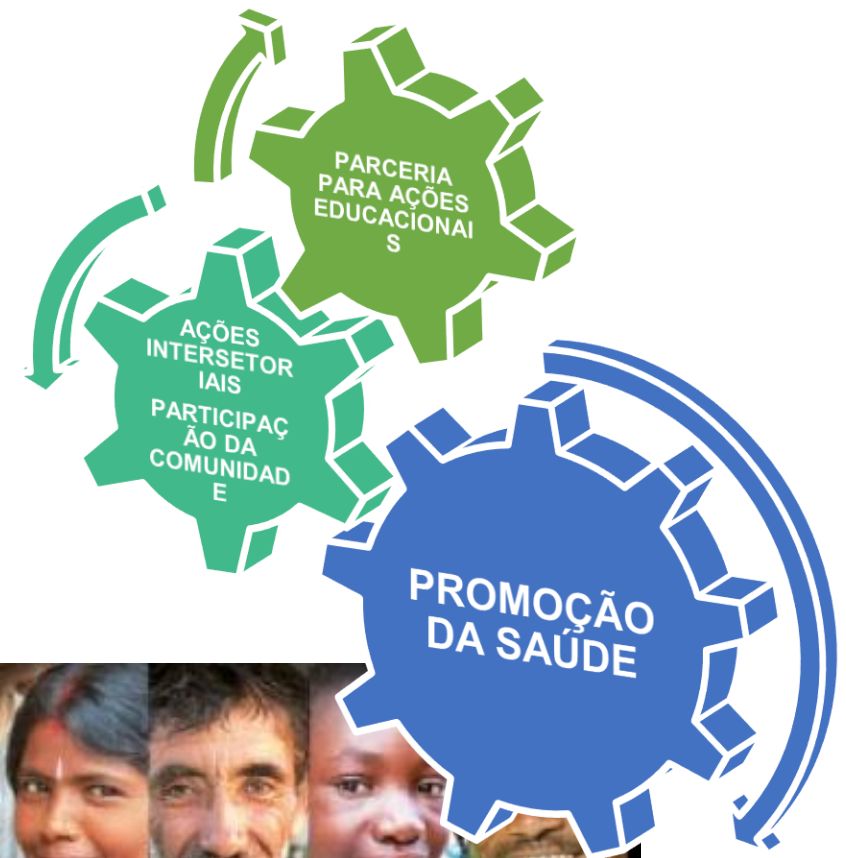 PARCERIA
PARA AÇÕES
EDUCACIONAI
S
AÇÕES
INTERSETOR
IAIS
PARTICIPAÇ
ÃO DA
COMUNIDAD
E
PROMOÇÃO
DA SAÚDE